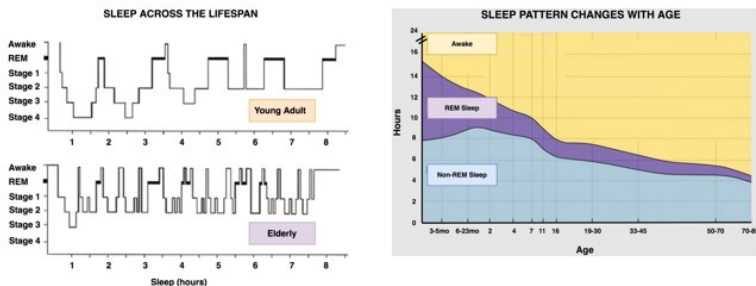 SLEEP ACROSS THE LIFESPAN
Awake
REM
Stage 1
Stage 2
Stage 3
Stage 4
Young Adult
1 2 3 4 5 6 7 8
Awake
REM
Stage 1
Stage 2
Stage 3
Stage 4
Elderly
1 2 3 4 5 6 7 8
Sleep (hours)
SLEEP PATTERN CHANGES WITH AGE
24
16
14
12
10
8
6
4
2
0
Hours
Awake
REM Sleep
Non-REM Sleep
3-5mo 6-23mo 2 4 7 11 16 19-30 33-45 50-70 70-85
Age